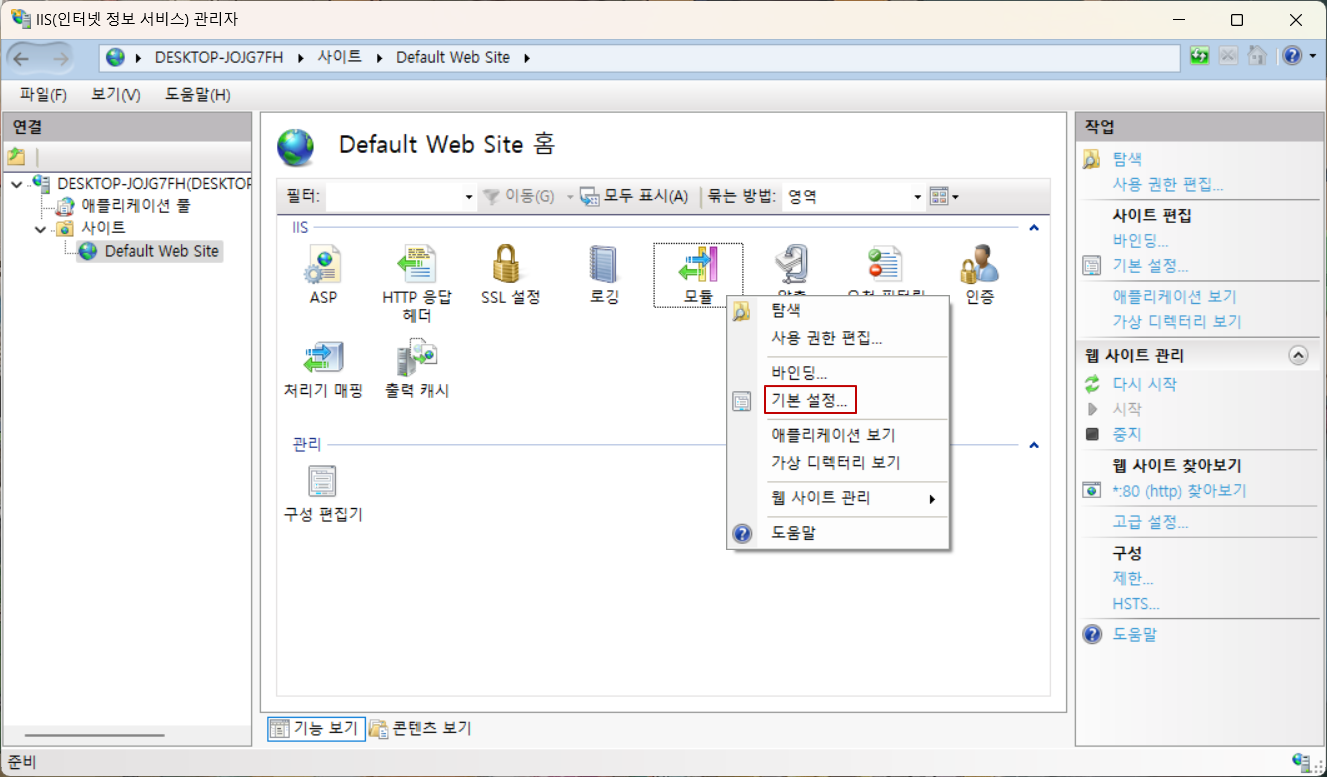 IIS(인터넷 정보 서비스) 관리자
DESKTOP-JOJG7FH
사이트
Default Web Site
파일(F)
보기(V)
도움말(H)
연결
DESKTOP-JOJG7FH(DESKTOP
애플리케이션 풀
사이트
Default Web Site
Default Web Site 홈
필터:
이동(G)
모두 표시(A)
묶는 방법:
영역
IIS
ASP
HTTP 응답
헤더
SSL 설정
로깅
모듈
인증
처리기 매핑
출력 캐시
관리
구성 편집기
탐색
사용 권한 편집...
바인딩...
기본 설정...
애플리케이션 보기
가상 디렉터리 보기
웹 사이트 관리
도움말
기능 보기
콘텐츠 보기
작업
탐색
사용 권한 편집...
사이트 편집
바인딩...
기본 설정...
애플리케이션 보기
가상 디렉터리 보기
웹 사이트 관리
다시 시작
시작
중지
웹 사이트 찾아보기
*:80 (http) 찾아보기
고급 설정...
구성
제한...
HSTS...
도움말
준비